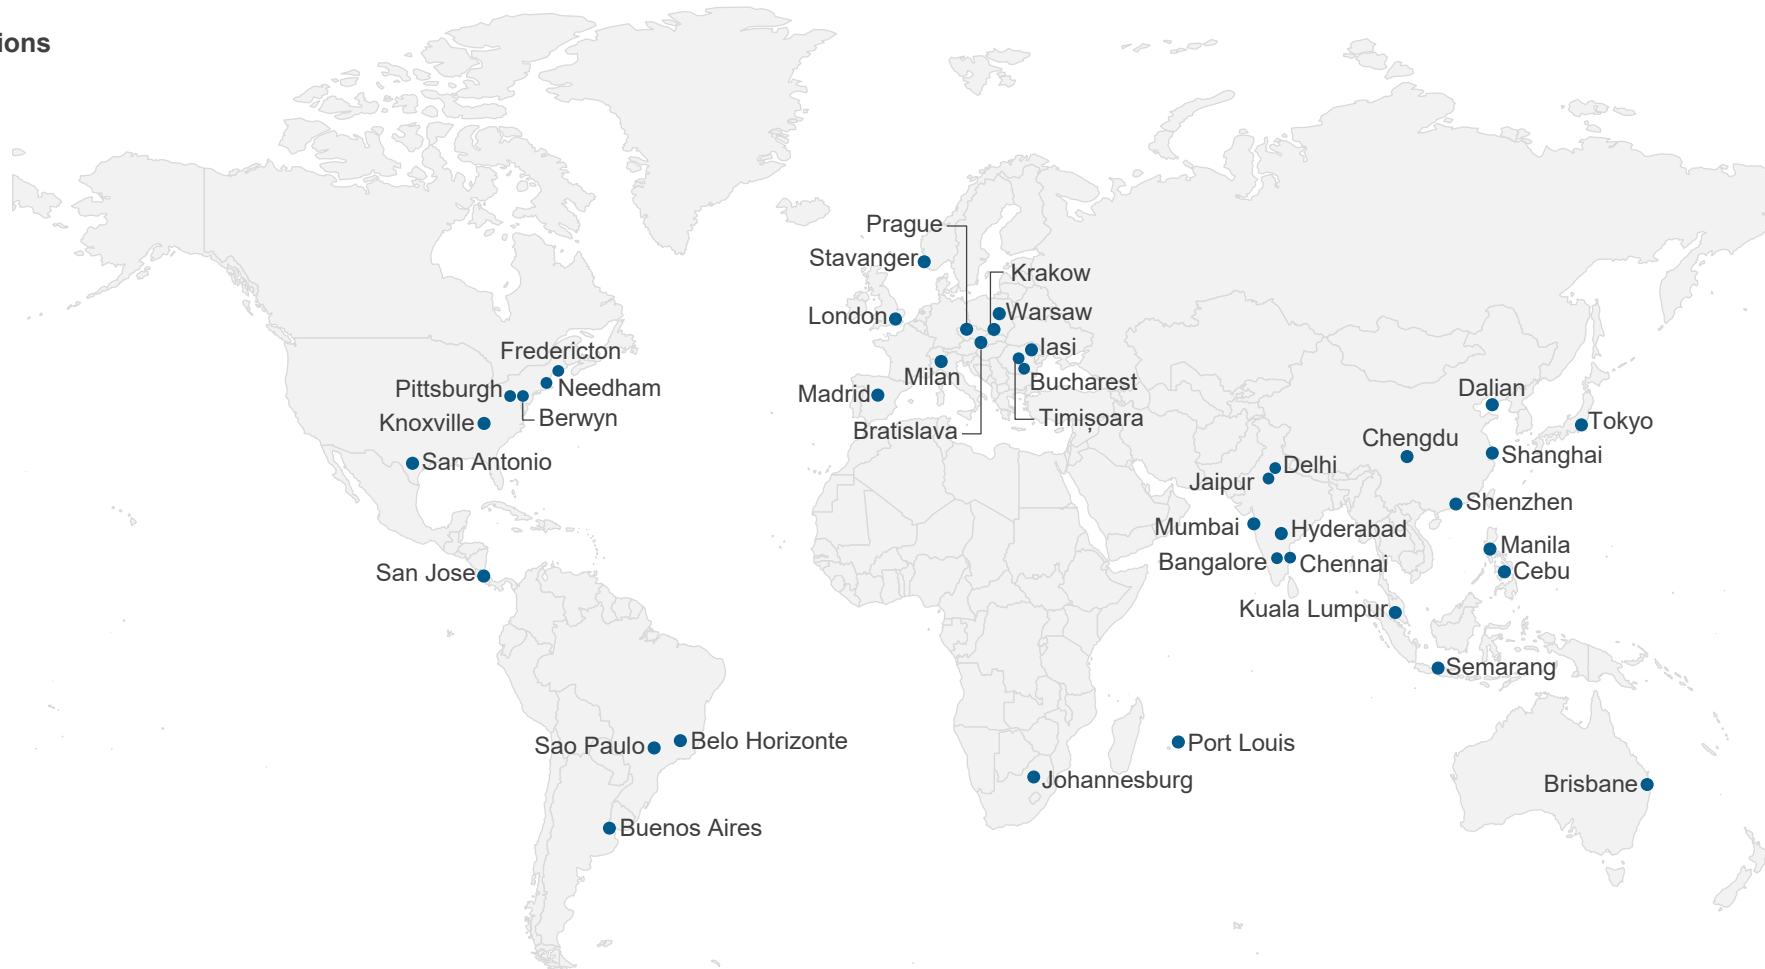 ions
Prague
Stavanger
Krakow
London
Warsaw
Iasi
Fredericton
Milan
Bucharest
Pittsburgh
Needham
Madrid
Dalian
Knoxville
Berwyn
Bratislava
Timișoara
Tokyo
Chengdu
San Antonio
Delhi
Shanghai
Jaipur
Shenzhen
Mumbai
Hyderabad
Manila
Bangalore
Chennai
Cebu
San Jose
Kuala Lumpur
Semarang
Sao Paulo
Belo Horizonte
Port Louis
Johannesburg
Brisbane
Buenos Aires